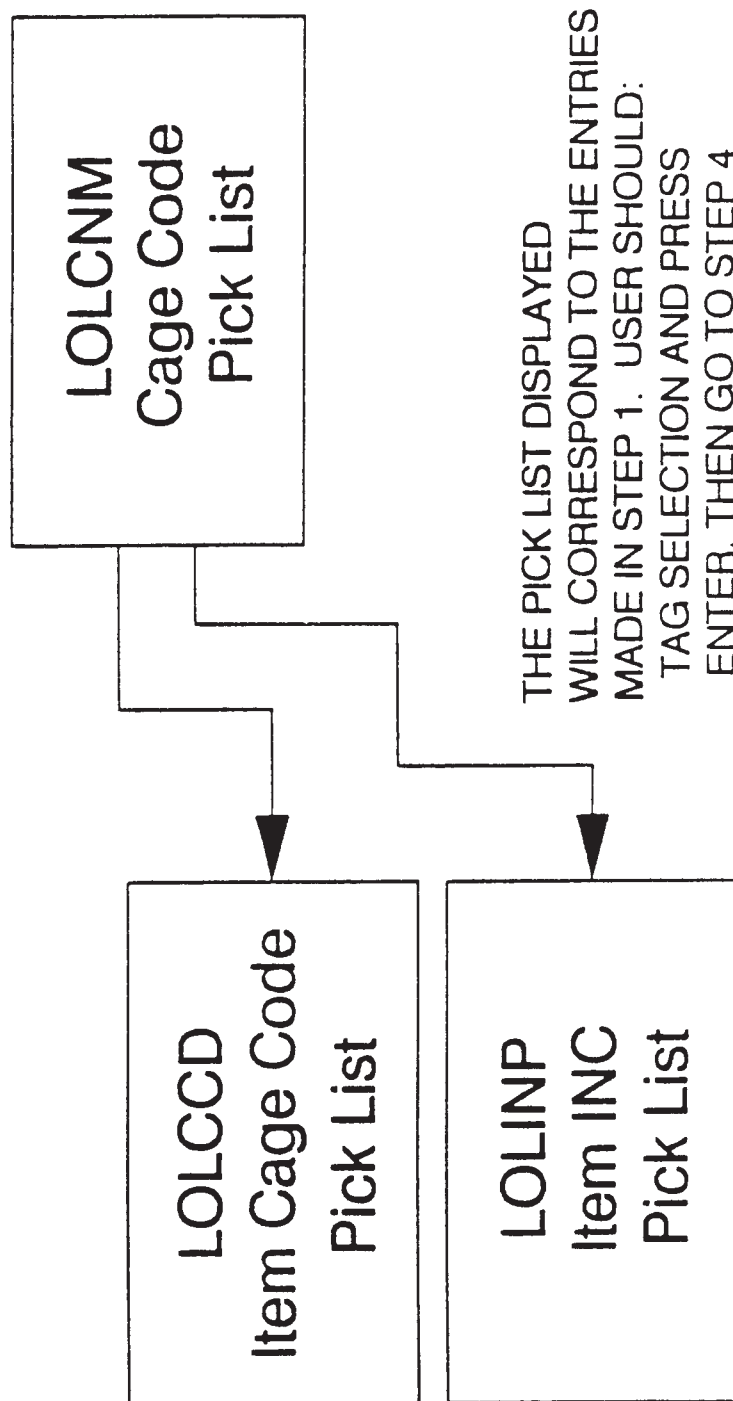 LOLCNM
Cage Code
Pick List
LOLCCD
Item Cage Code
Pick List
LOLINP
Item INC
Pick List
THE PICK LIST DISPLAYED
WILL CORRESPOND TO THE ENTRIES
MADE IN STEP 1. USER SHOULD:
TAG SELECTION AND PRESS
ENTER, THEN GO TO STEP 4